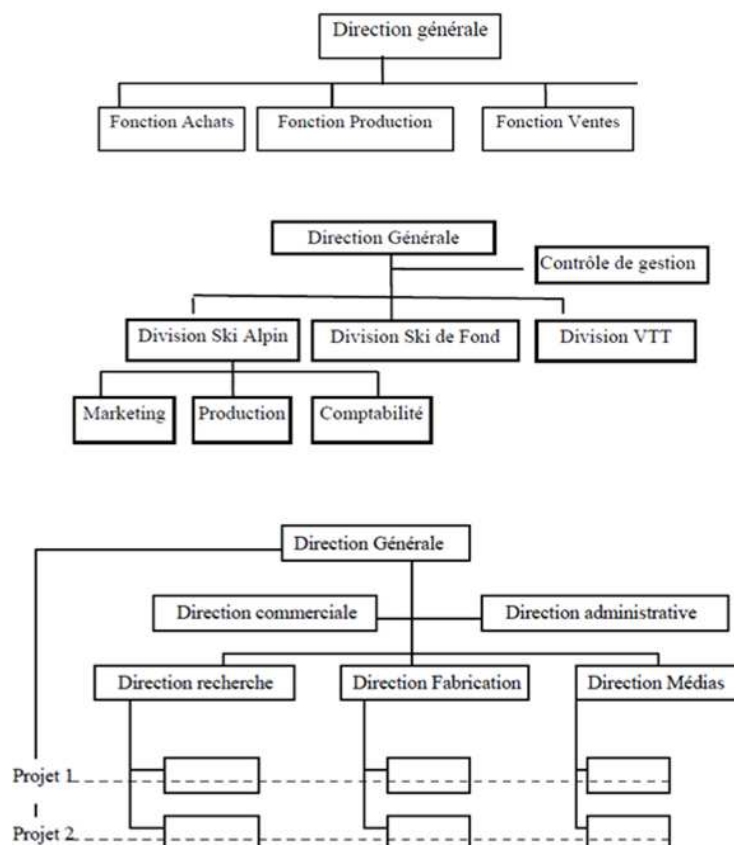 Direction générale
Fonction Achats
Fonction Production
Fonction Ventes
Direction Générale
Contrôle de gestion
Division Ski Alpin
Division Ski de Fond
Division VTT
Marketing
Production
Comptabilité
Direction Générale
Direction commerciale
Direction administrative
Direction recherche
Direction Fabrication
Direction Médias
Projet 1
Projet 2